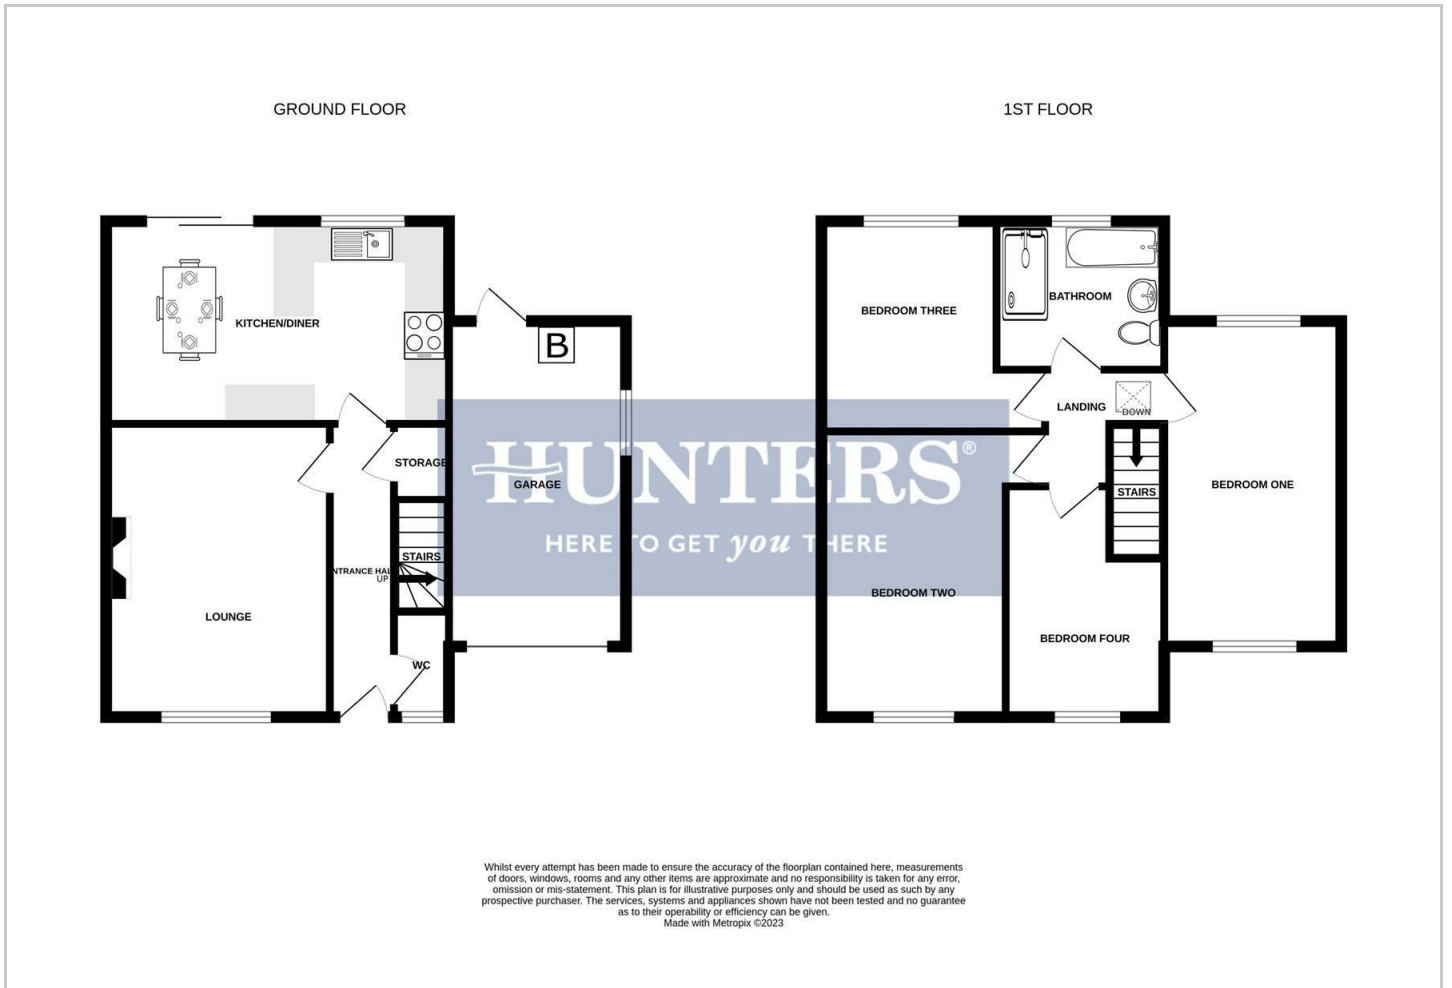 GROUND FLOOR
1ST FLOOR
KITCHEN/DINER
B
STORAGE
GARAGE
STAIRS
UP
LOUNGE
WC
BEDROOM THREE
BATHROOM
LANDING
DOWN
STAIRS
BEDROOM ONE
BEDROOM TWO
BEDROOM FOUR
HUNTERS®
HERE TO GET you THERE
Whilst every attempt has been made to ensure the accuracy of the floorplan contained here, measurements
of doors, windows, rooms and any other items are approximate and no responsibility is taken for any error,
omission or mis-statement. This plan is for illustrative purposes only and should be used as such by any
prospective purchaser. The services, systems and appliances shown have not been tested and no guarantee
as to their operability or efficiency can be given.
Made with Metropix ©2023